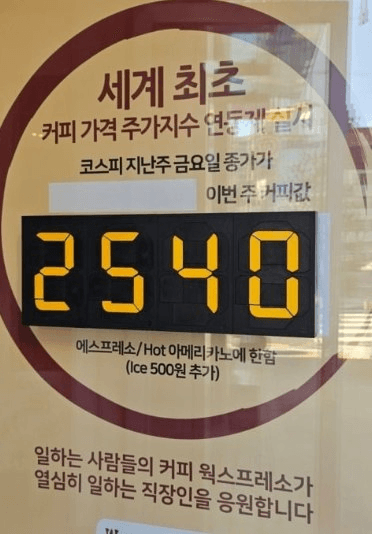 세계 최초
커피 가격 주가지수 연동제 실시
코스피 지난주 금요일 종가가
이번 주 커피값
2540
에스프레소/Hot 아메리카노에 한함
(Ice 500원 추가)
일하는 사람들의 커피 웍스프레소가
열심히 일하는 직장인을 응원합니다